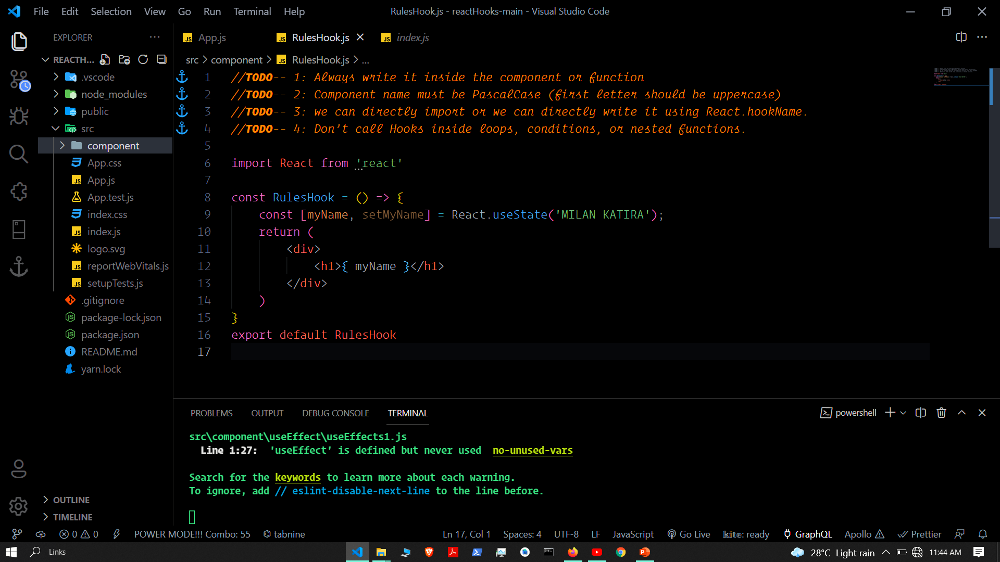 File Edit Selection View Go Run Terminal Help
RulesHook.js - reactHooks-main - Visual Studio Code
EXPLORER
REACTH...
.vscode
node_modules
public
src
component
App.css
App.js
App.test.js
index.css
index.js
logo.svg
reportWebVitals.js
setupTests.js
.gitignore
package-lock.json
package.json
README.md
yarn.lock
OUTLINE
TIMELINE
App.js RulesHook.js index.js
src > component > RulesHook.js > ...
1 //TODO-- 1: Always write it inside the component or function
2 //TODO-- 2: Component name must be PascalCase (first letter should be uppercase)
3 //TODO-- 3: we can directly import or we can directly write it using React.hookName.
4 //TODO-- 4: Don't call Hooks inside loops, conditions, or nested functions.
5
6 import React from 'react'
7
8 const RulesHook = () => {
9 const [myName, setMyName] = React.useState('MILAN KATIRA');
10 return (
11 <div>
12 <h1>{ myName }</h1>
13 </div>
14 )
15 }
16 export default RulesHook
17
PROBLEMS OUTPUT DEBUG CONSOLE TERMINAL
powershell
src\component\useEffect\useEffects1.js
Line 1:27: 'useEffect' is defined but never used no-unused-vars
Search for the keywords to learn more about each warning.
To ignore, add // eslint-disable-next-line to the line before.
0 0 POWER MODE!!! Combo: 55 tabnine
Ln 17, Col 1 Spaces: 4 UTF-8 LF JavaScript Go Live kite: ready GraphQL Apollo Prettier
Links
28°C Light rain 11:44 AM